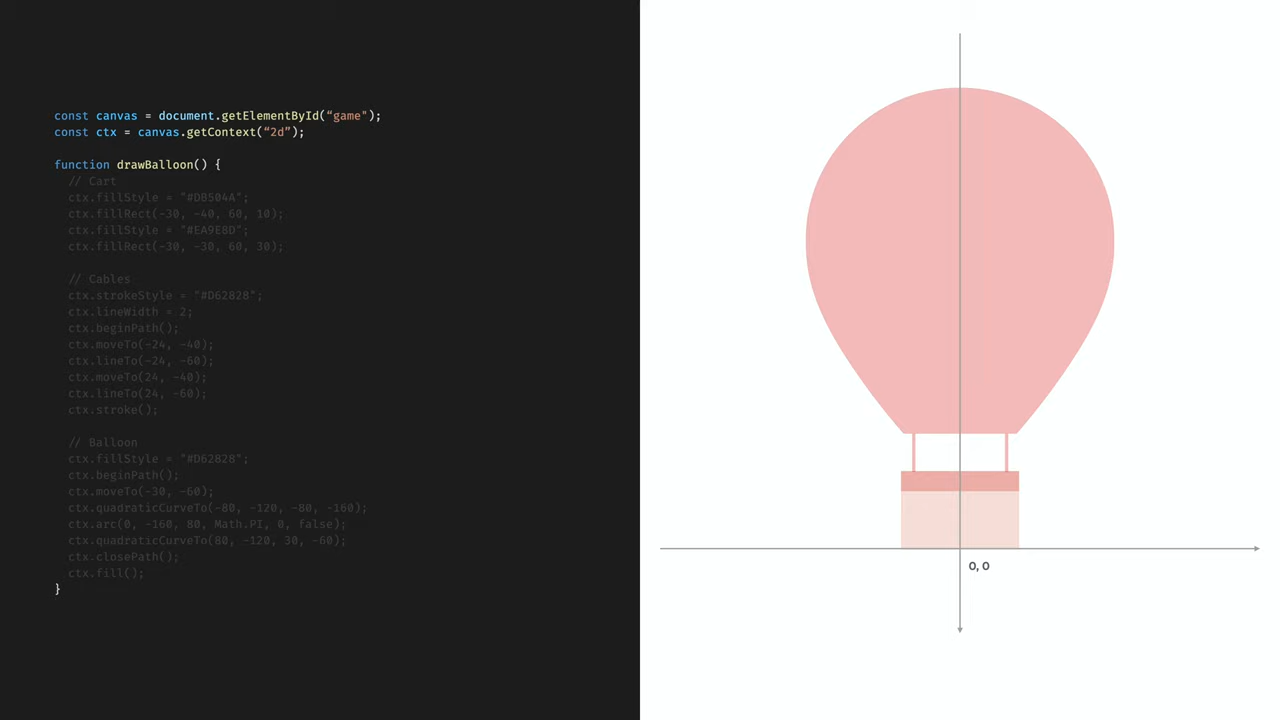 const canvas = document.getElementById(“game");
const ctx = canvas.getContext(“2d”);
function drawBalloon() {
// Cart
ctx.fillStyle = "#DB504A";
ctx.fillRect(-30, -40, 60, 10);
ctx.fillStyle = "#EA9E8D";
ctx.fillRect(-30, -30, 60, 30);
// Cables
ctx.strokeStyle = "#D62828";
ctx.lineWidth = 2;
ctx.beginPath();
ctx.moveTo(-24, -40);
ctx.lineTo(-24, -60);
ctx.moveTo(24, -40);
ctx.lineTo(24, -60);
ctx.stroke();
// Balloon
ctx.fillStyle = "#D62828";
ctx.beginPath();
ctx.moveTo(-30, -60);
ctx.quadraticCurveTo(-80, -120, -80, -160);
ctx.arc(0, -160, 80, Math.PI, 0, false);
ctx.quadraticCurveTo(80, -120, 30, -60);
ctx.closePath();
ctx.fill();
}
0, 0